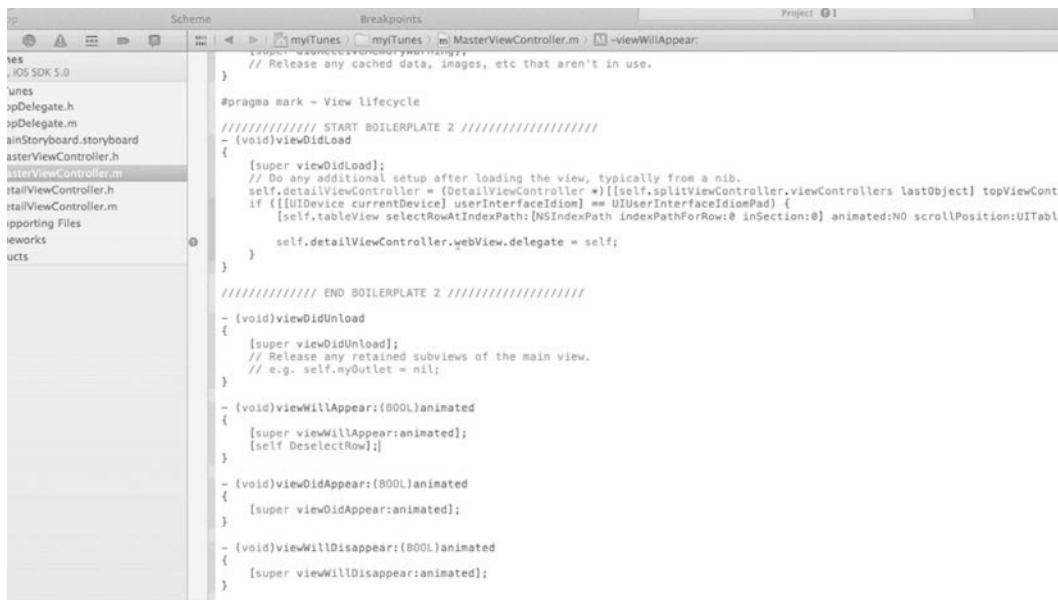 Scheme
Breakpoints
Project 1
myiTunes myiTunes m MasterViewController.m M -viewWillAppear:
, iOS SDK 5.0
// Release any cached data, images, etc that aren't in use.
}
#pragma mark - View lifecycle
////////////// START BOILERPLATE 2 ////////////////////
- (void)viewDidLoad
{
[super viewDidLoad];
// Do any additional setup after loading the view, typically from a nib.
self.detailViewController = (DetailViewController *)[[self.splitViewController.viewControllers lastObject] topViewCont
if ([[UIDevice currentDevice] userInterfaceIdiom] == UIUserInterfaceIdiomPad) {
[self.tableView selectRowAtIndexPath:[NSIndexPath indexPathForRow:0 inSection:0] animated:NO scrollPosition:UITabl
self.detailViewController.webView.delegate = self;
}
}
////////////// END BOILERPLATE 2 ////////////////////
- (void)viewDidUnload
{
[super viewDidUnload];
// Release any retained subviews of the main view.
// e.g. self.myOutlet = nil;
}
- (void)viewWillAppear:(BOOL)animated
{
[super viewWillAppear:animated];
[self DeselectRow];
}
- (void)viewDidAppear:(BOOL)animated
{
[super viewDidAppear:animated];
}
- (void)viewWillDisappear:(BOOL)animated
{
[super viewWillDisappear:animated];
}
nes
unes
ppDelegate.h
ppDelegate.m
ainStoryboard.storyboard
asterViewController.h
asterViewController.m
etailViewController.h
etailViewController.m
upporting Files
neworks
ucts